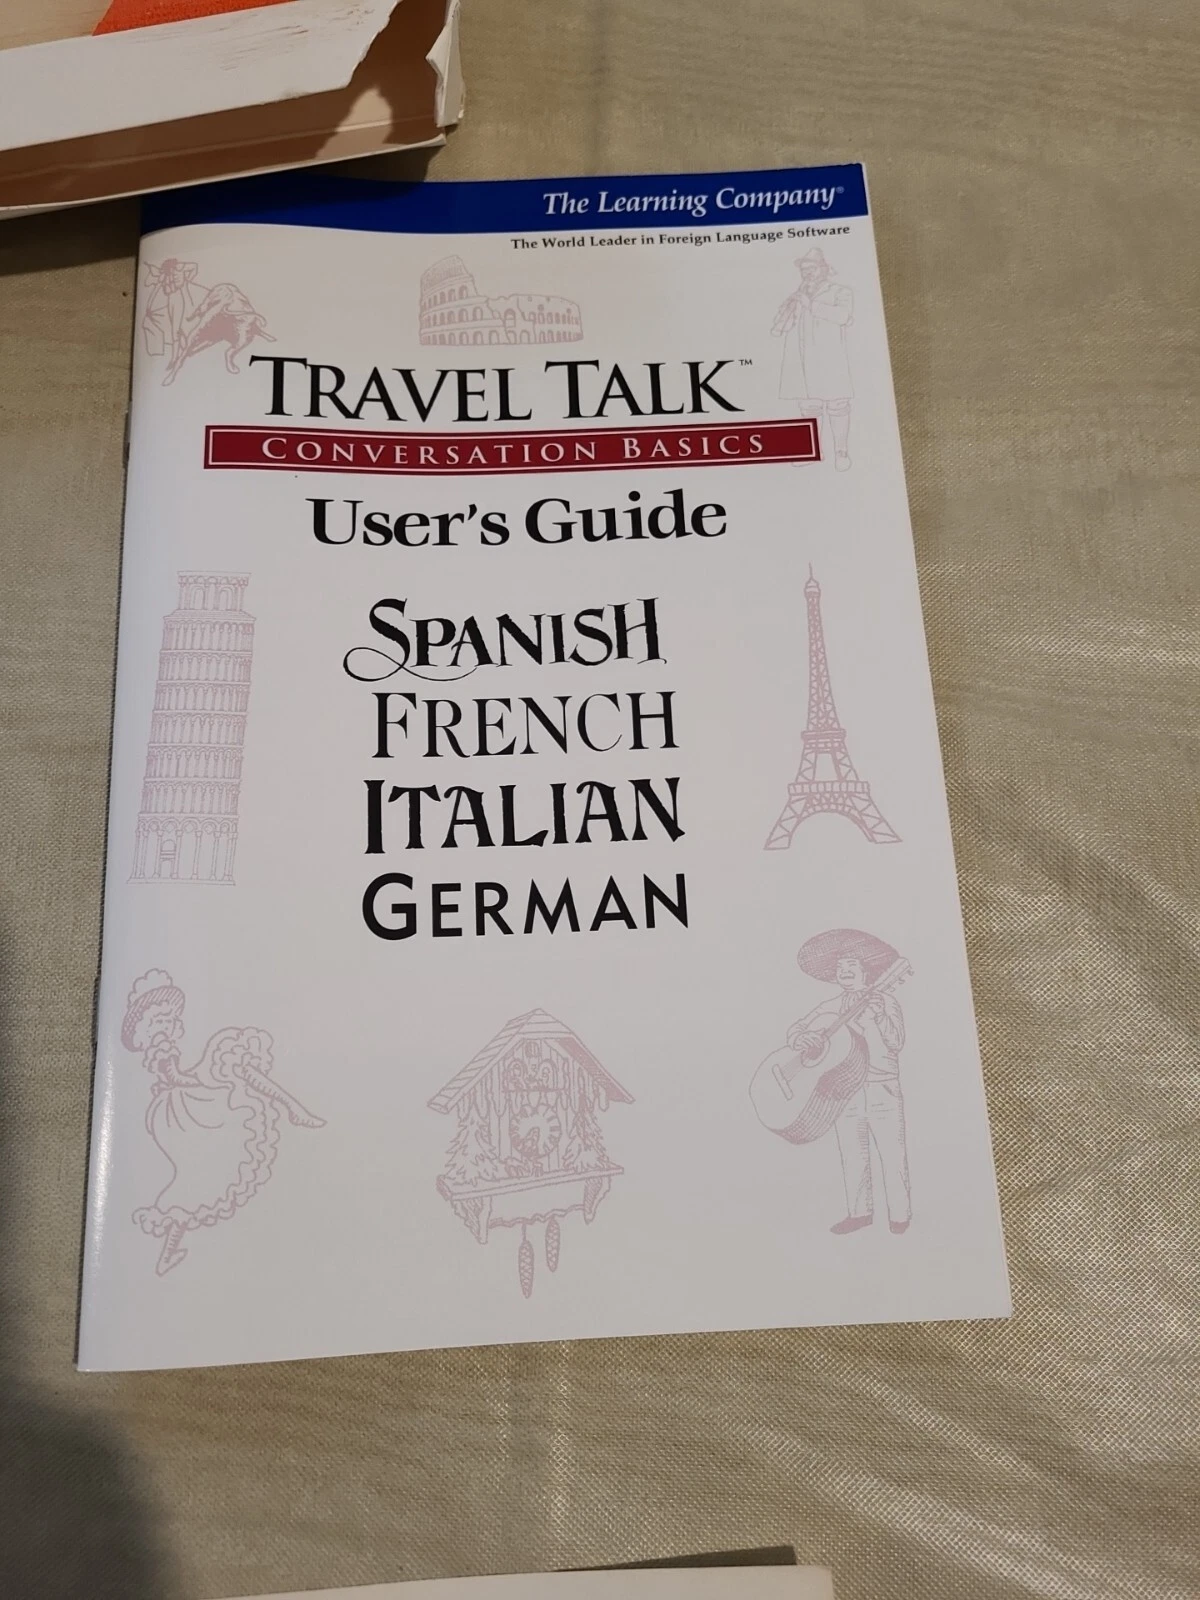 The Learning Company®
The World Leader in Foreign Language Software
TRAVEL TALK™
CONVERSATION BASICS
User's Guide
SPANISH
FRENCH
ITALIAN
GERMAN